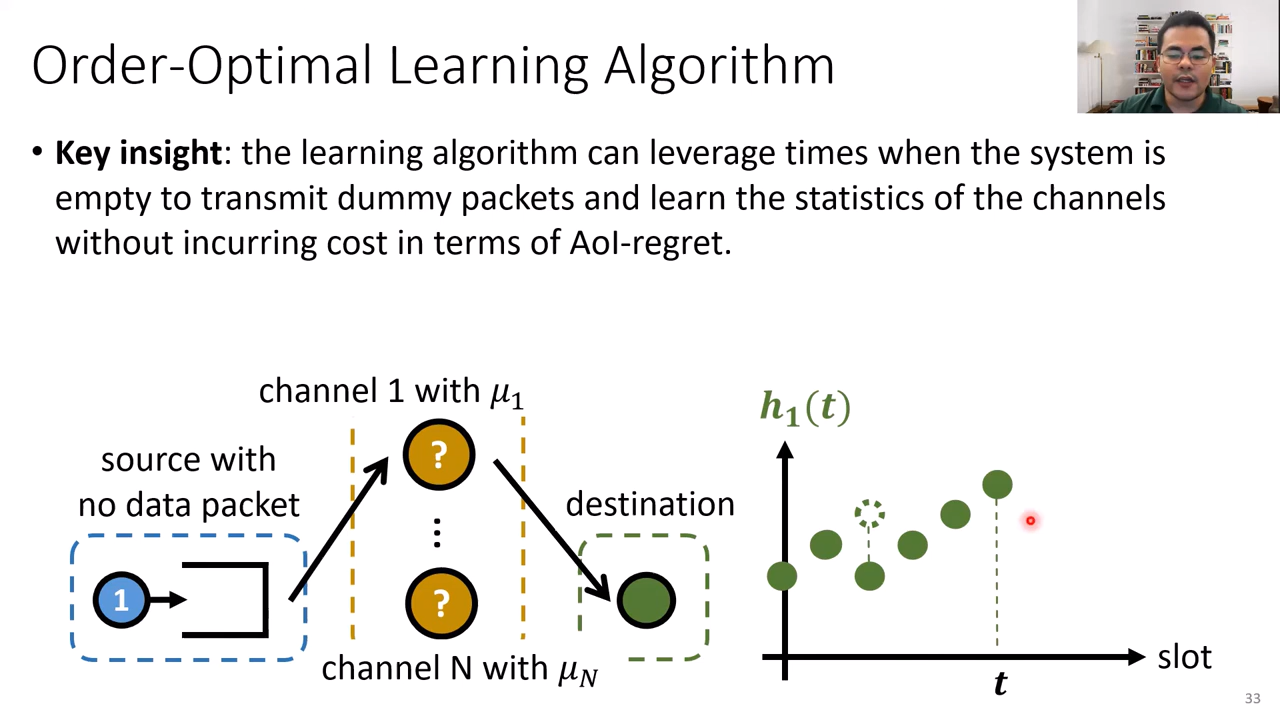 Order-Optimal Learning Algorithm
• Key insight: the learning algorithm can leverage times when the system is
empty to transmit dummy packets and learn the statistics of the channels
without incurring cost in terms of AoI-regret.
channel 1 with μ₁
h₁(t)
source with
no data packet
?
destination
1
⋮
?
channel N with μ_N
slot
t
33